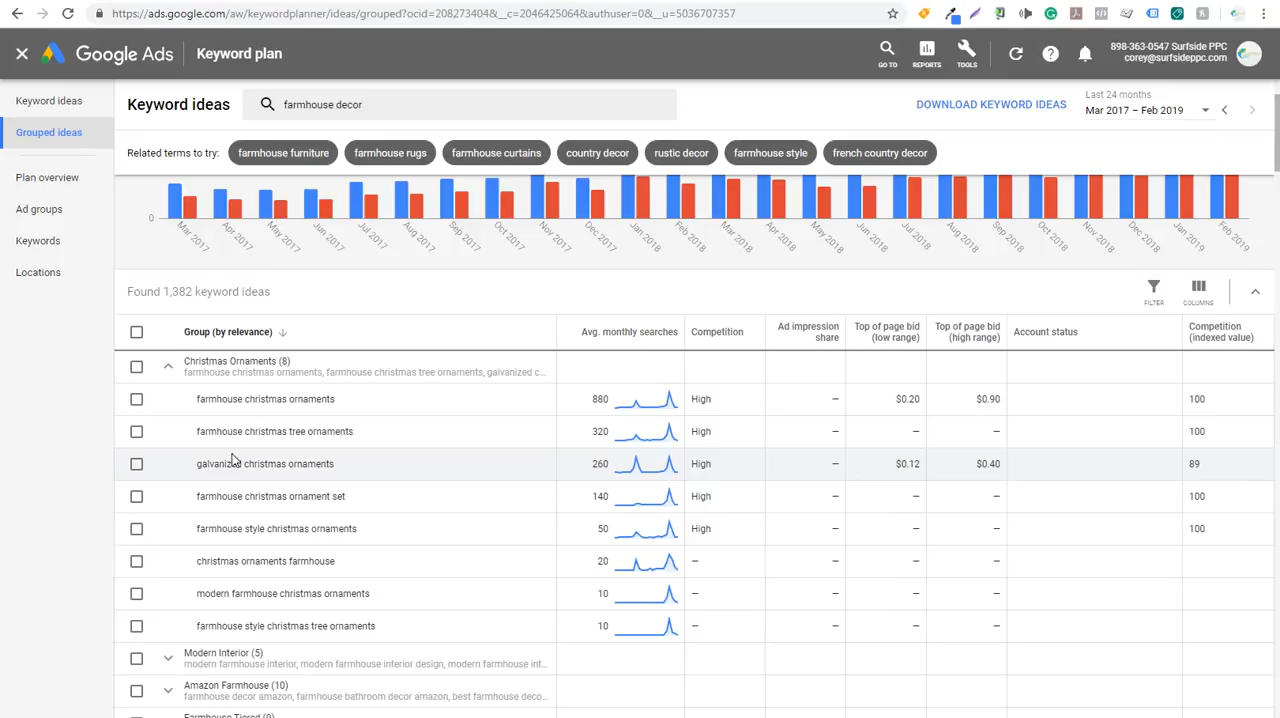 https://ads.google.com/aw/keywordplanner/ideas/grouped?ocid=208273404&__c=2046425064&authuser=0&__u=5036707357
Google Ads
Keyword plan
GO TO
REPORTS
TOOLS
898-363-0547 Surfside PPC
corey@surfsideppc.com
Keyword ideas
Grouped ideas
Plan overview
Ad groups
Keywords
Locations
Keyword ideas
farmhouse decor
DOWNLOAD KEYWORD IDEAS
Last 24 months
Mar 2017 – Feb 2019
Related terms to try: farmhouse furniture farmhouse rugs farmhouse curtains country decor rustic decor farmhouse style french country decor
0
Mar 2017 Apr 2017 May 2017 Jun 2017 Jul 2017 Aug 2017 Sep 2017 Oct 2017 Nov 2017 Dec 2017 Jan 2018 Feb 2018 Mar 2018 Apr 2018 May 2018 Jun 2018 Jul 2018 Aug 2018 Sep 2018 Oct 2018 Nov 2018 Dec 2018 Jan 2019 Feb 2019
Found 1,382 keyword ideas
FILTER
COLUMNS
Group (by relevance) Avg. monthly searches Competition Ad impression share Top of page bid (low range) Top of page bid (high range) Account status Competition (indexed value)
Christmas Ornaments (8)
farmhouse christmas ornaments, farmhouse christmas tree ornaments, galvanized c...
farmhouse christmas ornaments 880 High – $0.20 $0.90 100
farmhouse christmas tree ornaments 320 High – – – 100
galvanized christmas ornaments 260 High – $0.12 $0.40 89
farmhouse christmas ornament set 140 High – – – 100
farmhouse style christmas ornaments 50 High – – – 100
christmas ornaments farmhouse 20 – – – –
modern farmhouse christmas ornaments 10 – – – –
farmhouse style christmas tree ornaments 10 – – – –
Modern Interior (5)
modern farmhouse interior, modern farmhouse interior design, modern farmhouse int...
Amazon Farmhouse (10)
farmhouse decor amazon, farmhouse bathroom decor amazon, best farmhouse deco...
Farmhouse Tiered (9)